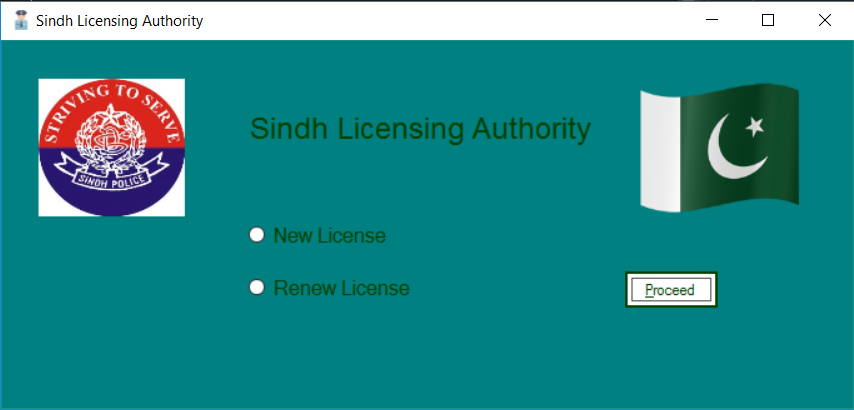 Sindh Licensing Authority
STRIVING TO SERVE
SINDH POLICE
Sindh Licensing Authority
New License
Renew License
Proceed